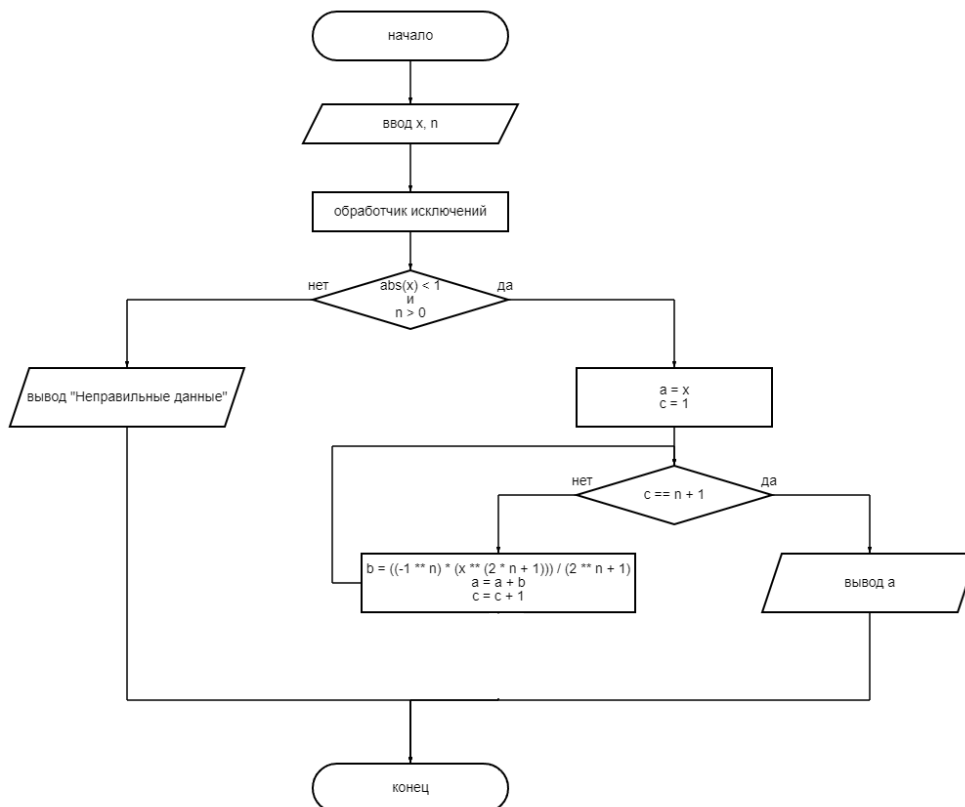 начало
ввод x, n
обработчик исключений
нет
abs(x) < 1
и
n > 0
да
вывод "Неправильные данные"
a = x
c = 1
нет
c == n + 1
да
b = ((-1 ** n) * (x ** (2 * n + 1))) / (2 ** n + 1)
a = a + b
c = c + 1
вывод a
конец